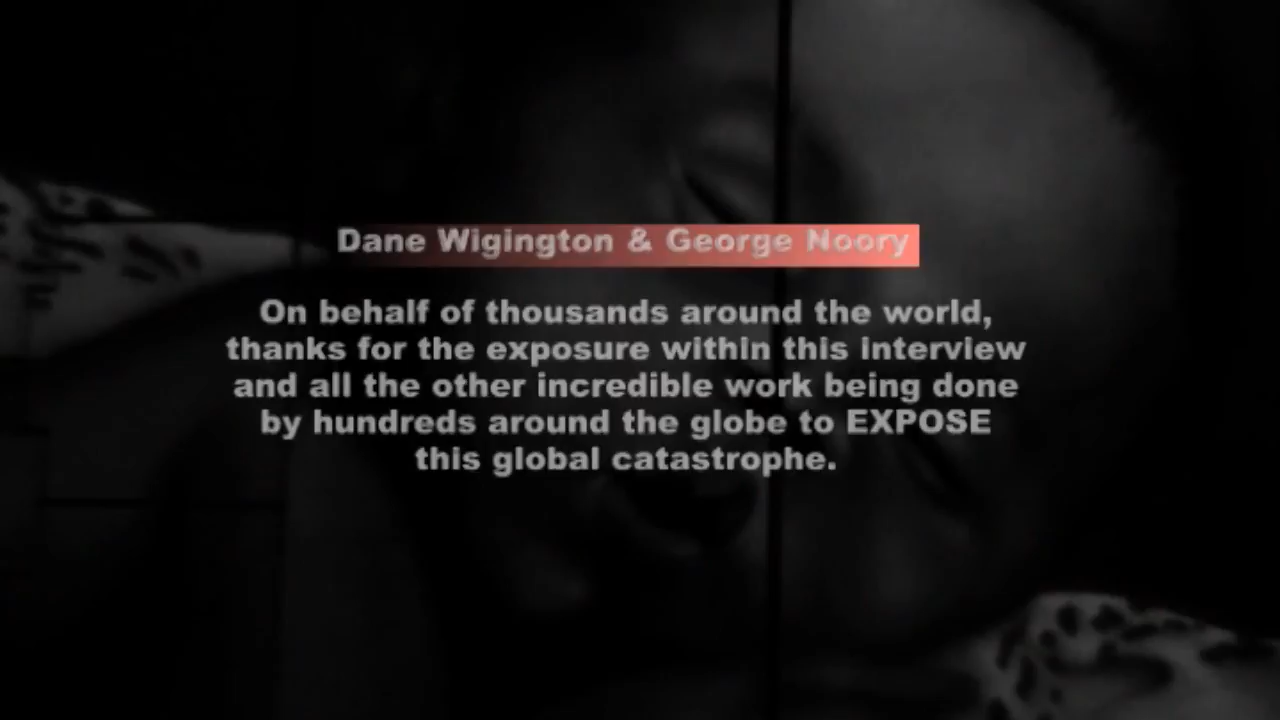 Dane Wigington & George Noory
On behalf of thousands around the world,
thanks for the exposure within this interview
and all the other incredible work being done
by hundreds around the globe to EXPOSE
this global catastrophe.